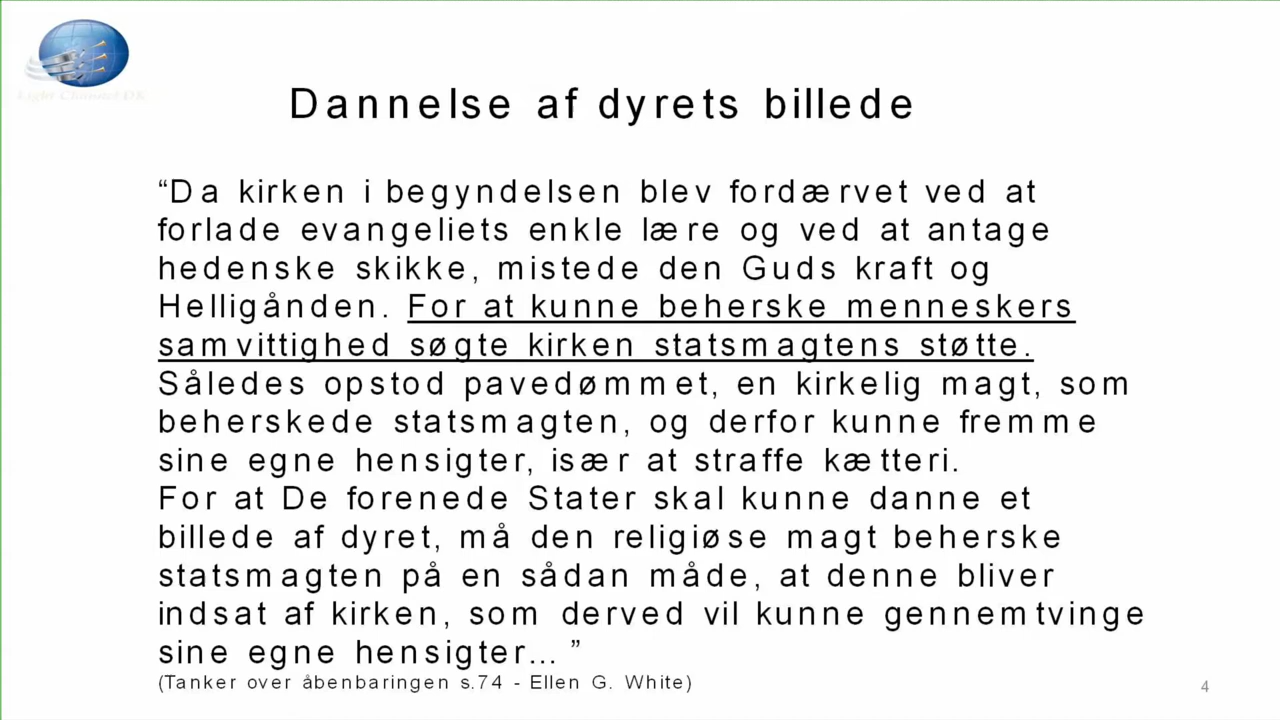 Light Channel DK
Dannelse af dyrets billede
“Da kirken i begyndelsen blev fordærvet ved at
forlade evangeliets enkle lære og ved at antage
hedenske skikke, mistede den Guds kraft og
Helligånden. For at kunne beherske menneskers
samvittighed søgte kirken statsmagtens støtte.
Således opstod pavedømmet, en kirkelig magt, som
beherskede statsmagten, og derfor kunne fremme
sine egne hensigter, især at straffe kætteri.
For at De forenede Stater skal kunne danne et
billede af dyret, må den religiøse magt beherske
statsmagten på en sådan måde, at denne bliver
indsat af kirken, som derved vil kunne gennemtvinge
sine egne hensigter... ”
(Tanker over åbenbaringen s.74 - Ellen G. White)
4